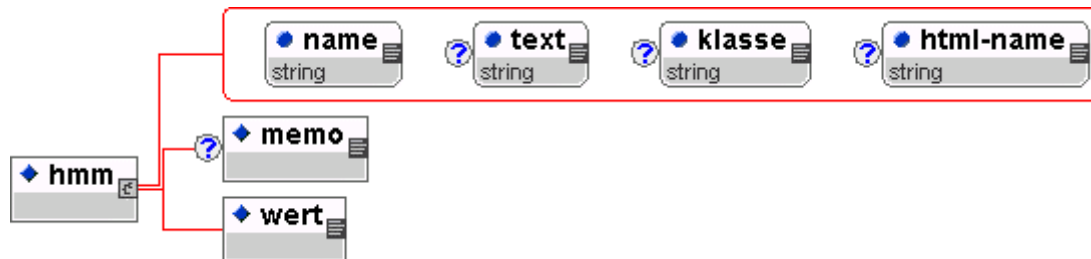 name ? text ? klasse ? html-name
string string string string
? memo
hmm
wert